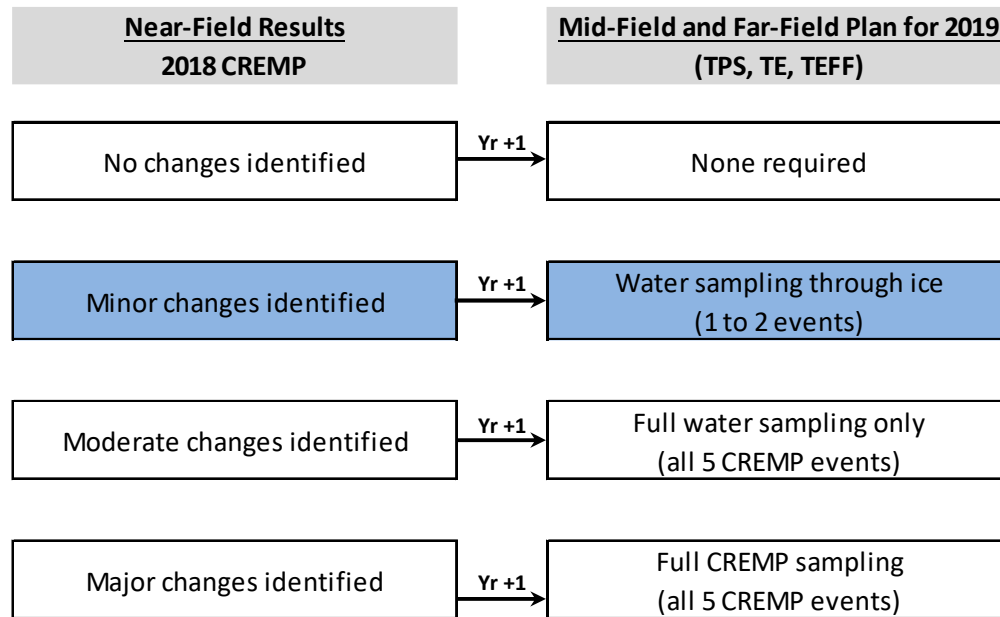 Near-Field Results
2018 CREMP
Mid-Field and Far-Field Plan for 2019
(TPS, TE, TEFF)
No changes identified
Yr +1
None required
Minor changes identified
Yr +1
Water sampling through ice
(1 to 2 events)
Moderate changes identified
Yr +1
Full water sampling only
(all 5 CREMP events)
Major changes identified
Yr +1
Full CREMP sampling
(all 5 CREMP events)